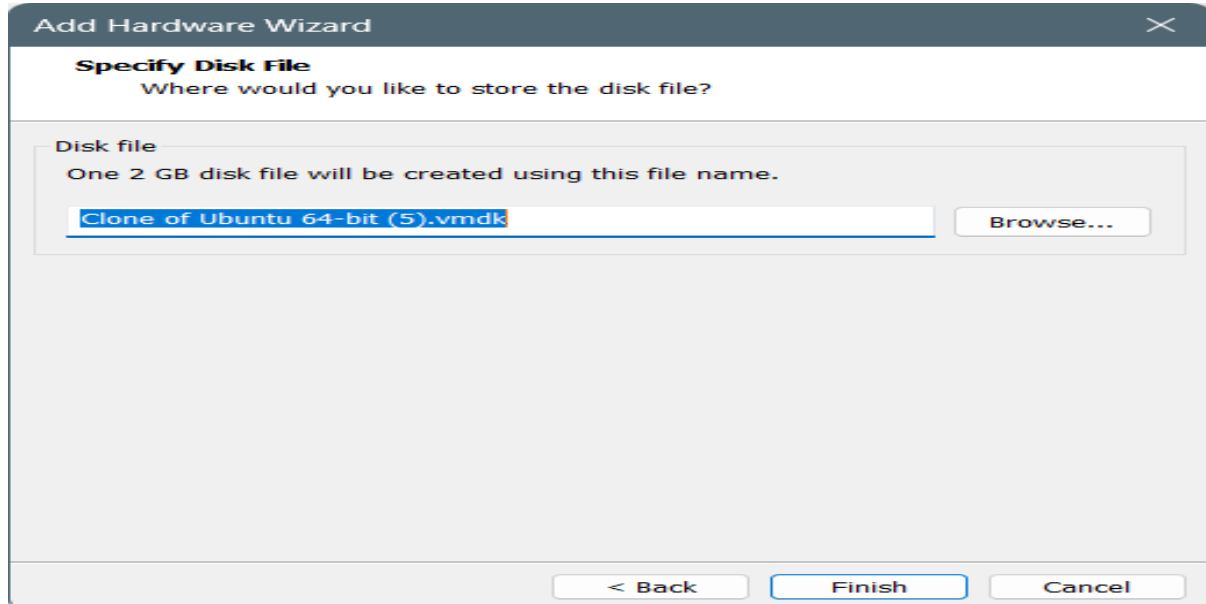 Add Hardware Wizard
Specify Disk File
Where would you like to store the disk file?
Disk file
One 2 GB disk file will be created using this file name.
Clone of Ubuntu 64-bit (5).vmdk
Browse...
< Back
Finish
Cancel